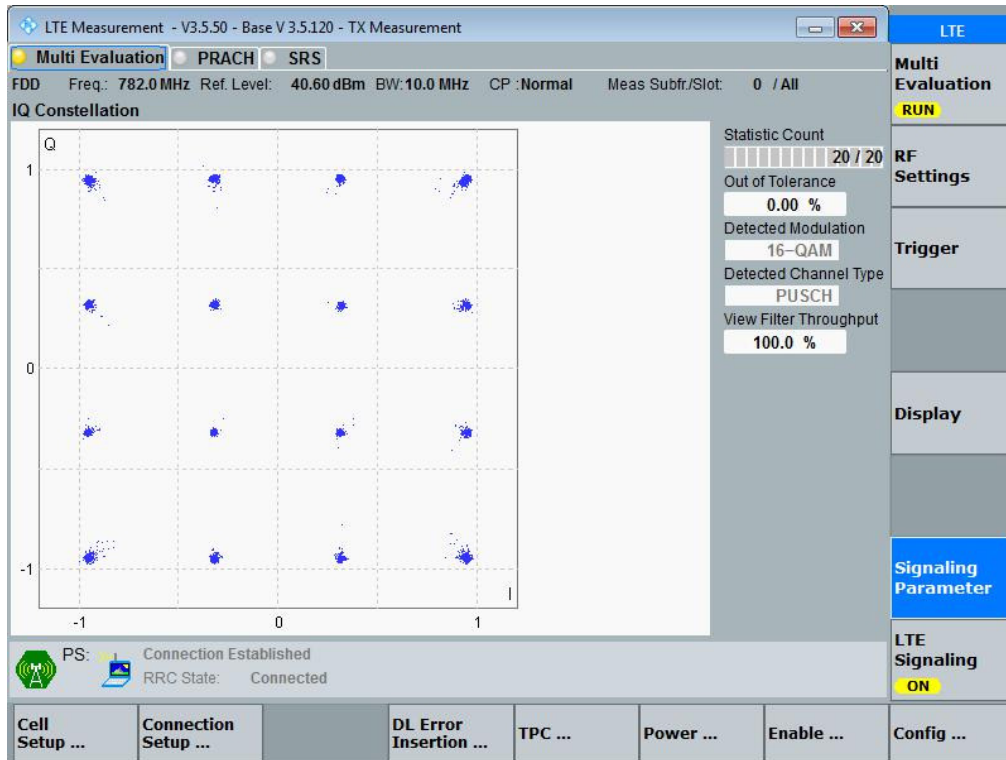 LTE Measurement - V3.5.50 - Base V 3.5.120 - TX Measurement
LTE
Multi Evaluation PRACH SRS
FDD Freq.: 782.0 MHz Ref. Level: 40.60 dBm BW: 10.0 MHz CP : Normal Meas Subfr./Slot: 0 / All
IQ Constellation
Q
1
0
-1
-1 0 1
I
Statistic Count
20 / 20
Out of Tolerance
0.00 %
Detected Modulation
16-QAM
Detected Channel Type
PUSCH
View Filter Throughput
100.0 %
Multi
Evaluation
RUN
RF
Settings
Trigger
Display
Signaling
Parameter
LTE
Signaling
ON
PS: Connection Established
RRC State: Connected
Cell
Setup ...
Connection
Setup ...
DL Error
Insertion ...
TPC ...
Power ...
Enable ...
Config ...